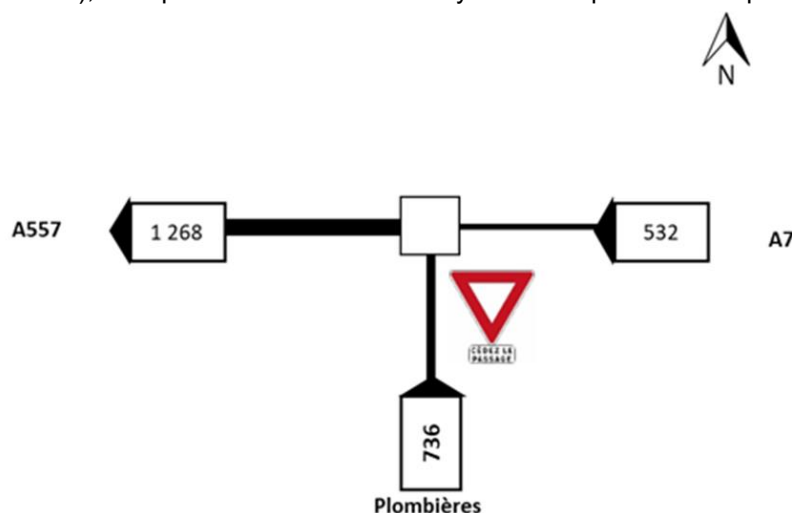 N
A557
1 268
532
A7
CÉDEZ LE
PASSAGE
736
Plombières